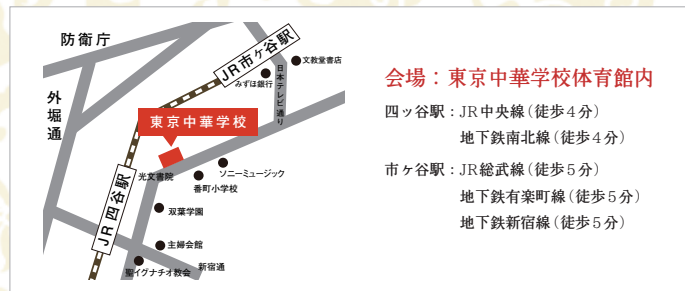 防衛庁
外堀通
JR市ヶ谷駅
文教堂書店
みずほ銀行
日本テレビ通り
東京中華学校
光文書院
ソニーミュージック
番町小学校
双葉学園
JR四谷駅
主婦会館
聖イグナチオ教会
新宿通
会場：東京中華学校体育館内
四ッ谷駅：JR中央線（徒歩4分）
地下鉄南北線（徒歩4分）
市ヶ谷駅：JR総武線（徒歩5分）
地下鉄有楽町線（徒歩5分）
地下鉄新宿線（徒歩5分）